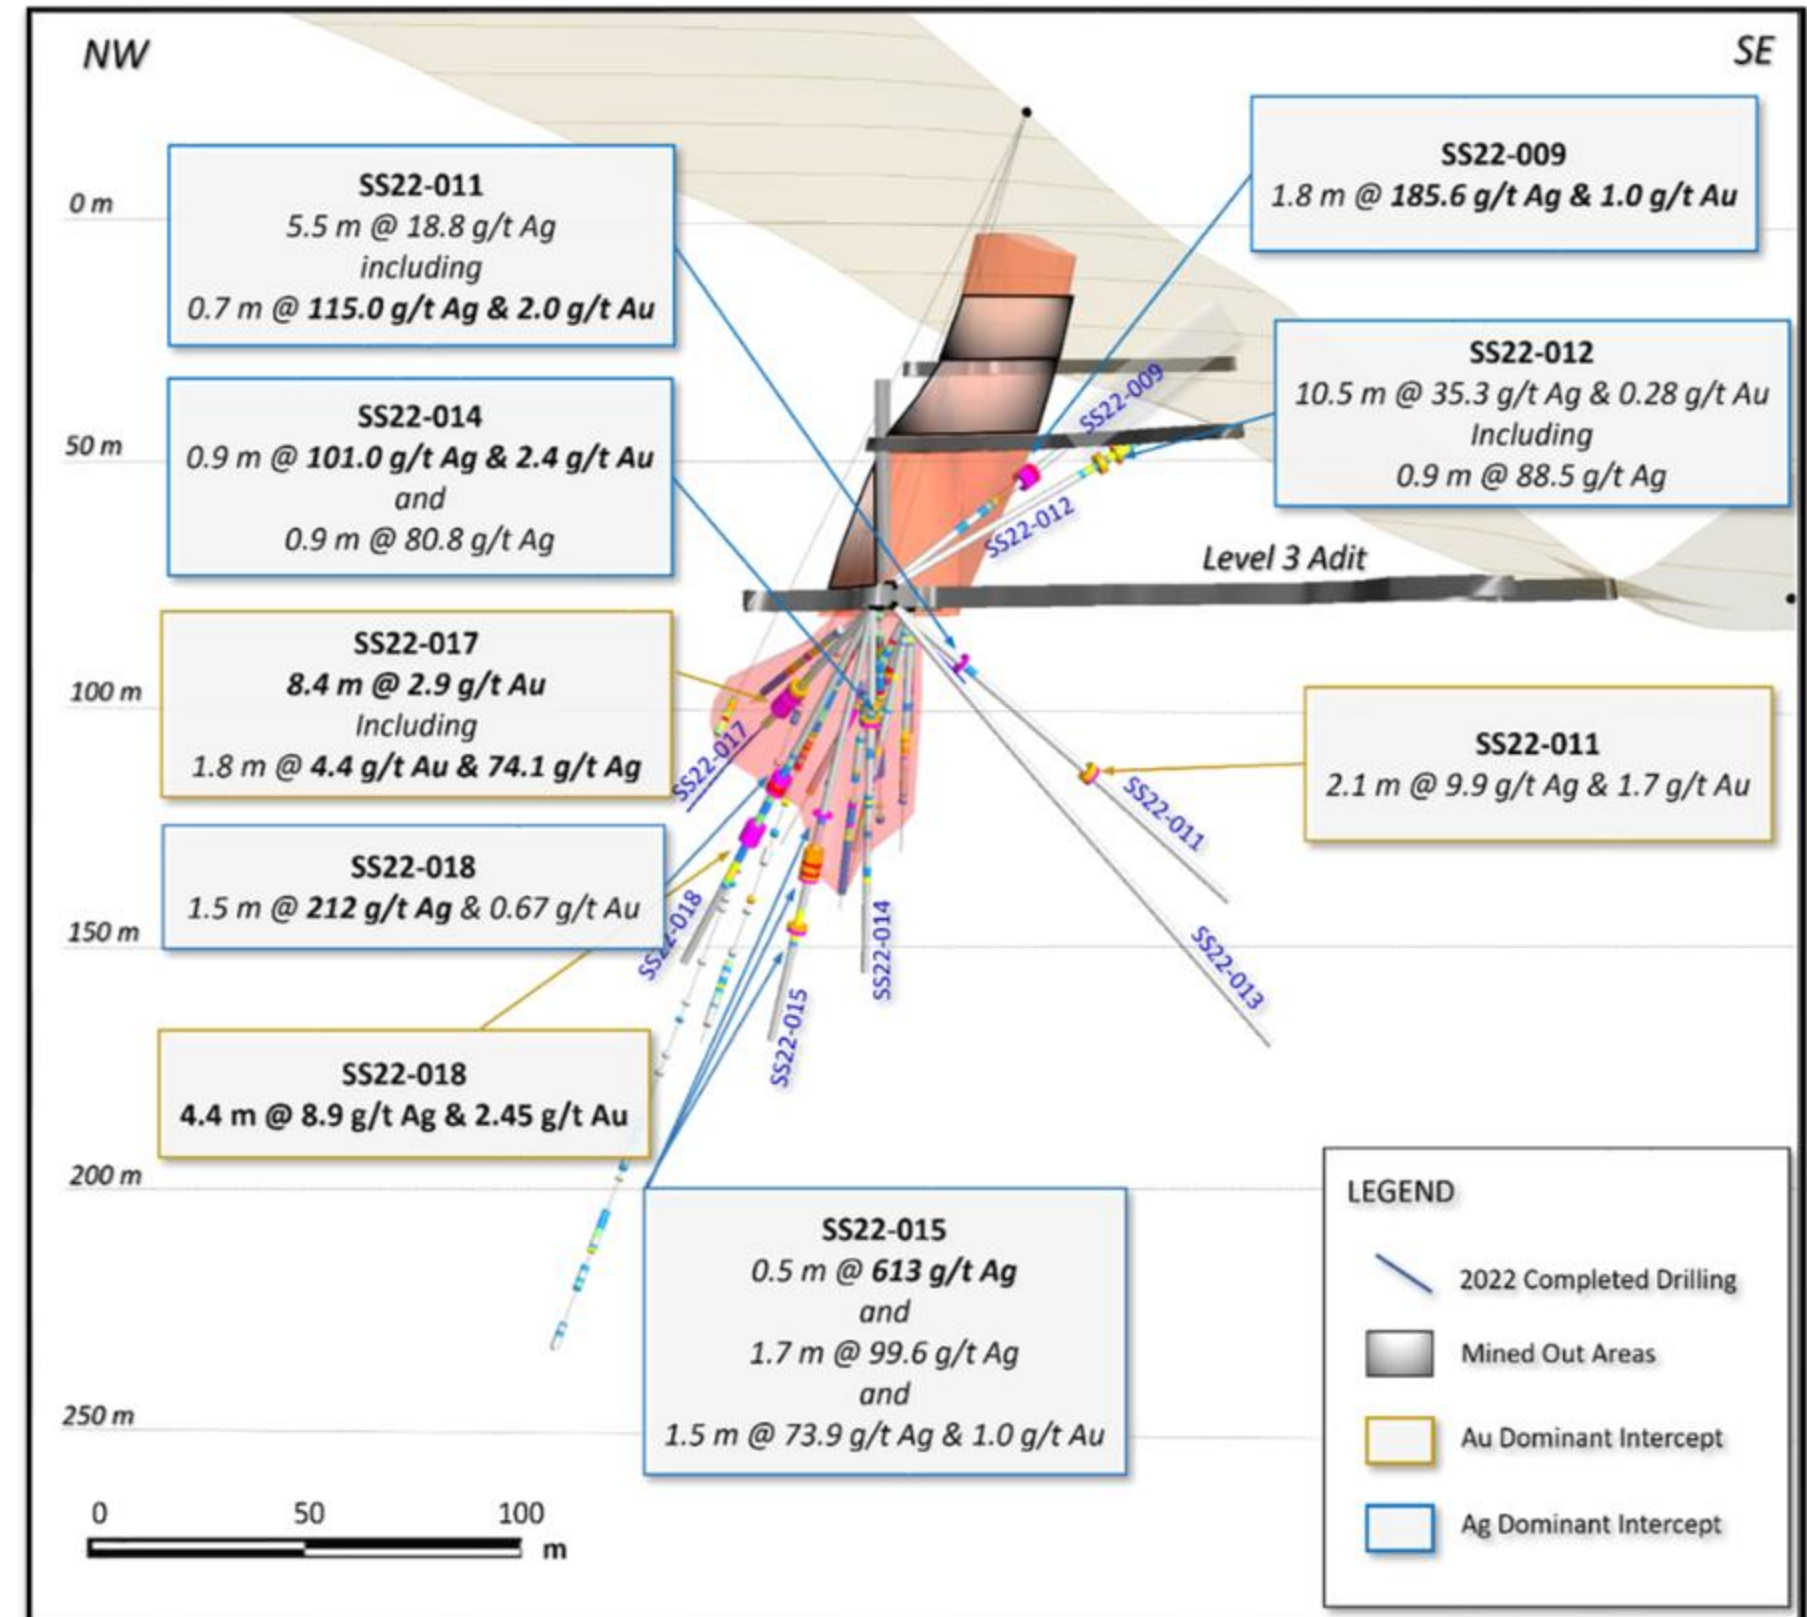 NW
SE
SS22-011
5.5 m @ 18.8 g/t Ag
including
0.7 m @ 115.0 g/t Ag & 2.0 g/t Au
SS22-009
1.8 m @ 185.6 g/t Ag & 1.0 g/t Au
0 m
SS22-012
10.5 m @ 35.3 g/t Ag & 0.28 g/t Au
Including
0.9 m @ 88.5 g/t Ag
SS22-014
0.9 m @ 101.0 g/t Ag & 2.4 g/t Au
and
0.9 m @ 80.8 g/t Ag
SS22-009
50 m
SS22-012
Level 3 Adit
SS22-017
8.4 m @ 2.9 g/t Au
Including
1.8 m @ 4.4 g/t Au & 74.1 g/t Ag
100 m
SS22-017
SS22-011
2.1 m @ 9.9 g/t Ag & 1.7 g/t Au
SS22-011
SS22-018
1.5 m @ 212 g/t Ag & 0.67 g/t Au
150 m
SS22-018
SS22-014
SS22-013
SS22-015
SS22-018
4.4 m @ 8.9 g/t Ag & 2.45 g/t Au
200 m
SS22-015
0.5 m @ 613 g/t Ag
and
1.7 m @ 99.6 g/t Ag
and
1.5 m @ 73.9 g/t Ag & 1.0 g/t Au
250 m
LEGEND
2022 Completed Drilling
Mined Out Areas
Au Dominant Intercept
Ag Dominant Intercept
0 50 100
m